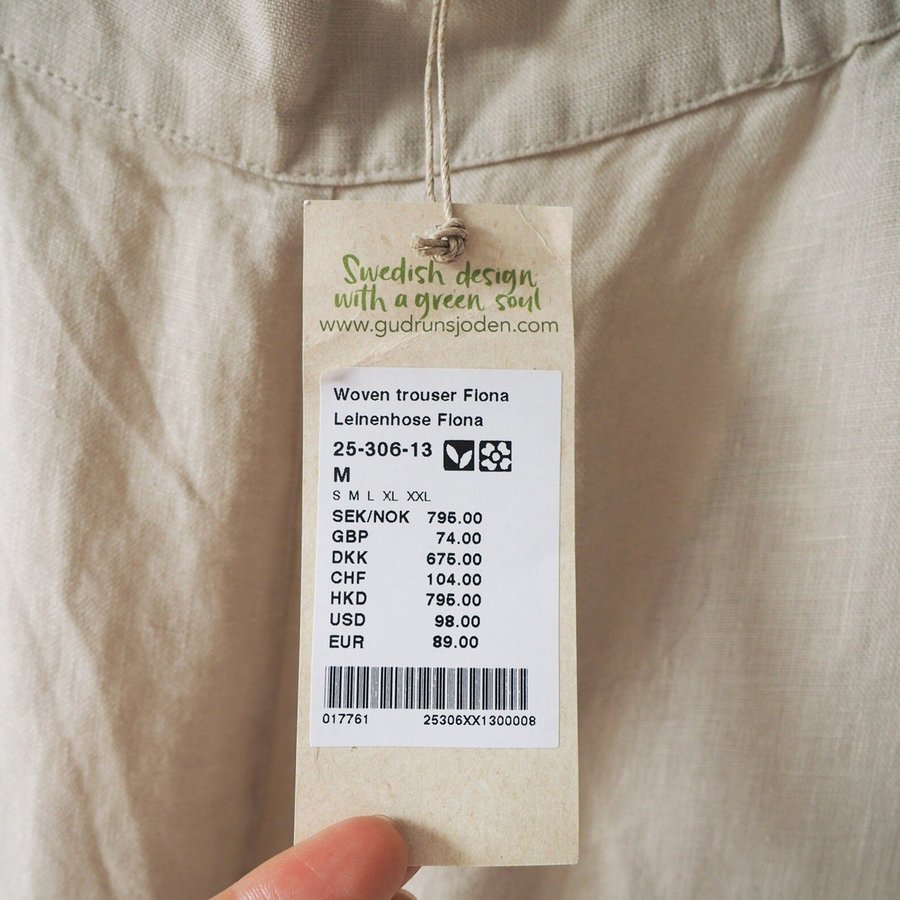 Swedish design
with a green soul
www.gudrunsjoden.com
Woven trouser Fiona
Leinenhose Fiona
25-306-13
M
S M L XL XXL
SEK/NOK 795.00
GBP 74.00
DKK 675.00
CHF 104.00
HKD 795.00
USD 98.00
EUR 89.00
017761 25306XX1300008